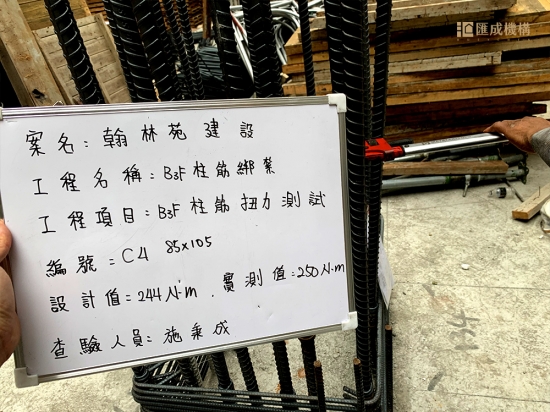 匯成機構
案名：翰林苑建設
工程名稱：B3F柱筋綁紮
工程項目：B3F柱筋扭力測試
編號：C4 85x105
設計值：244N.m. 實測值：250N.m
查驗人員：施秉成